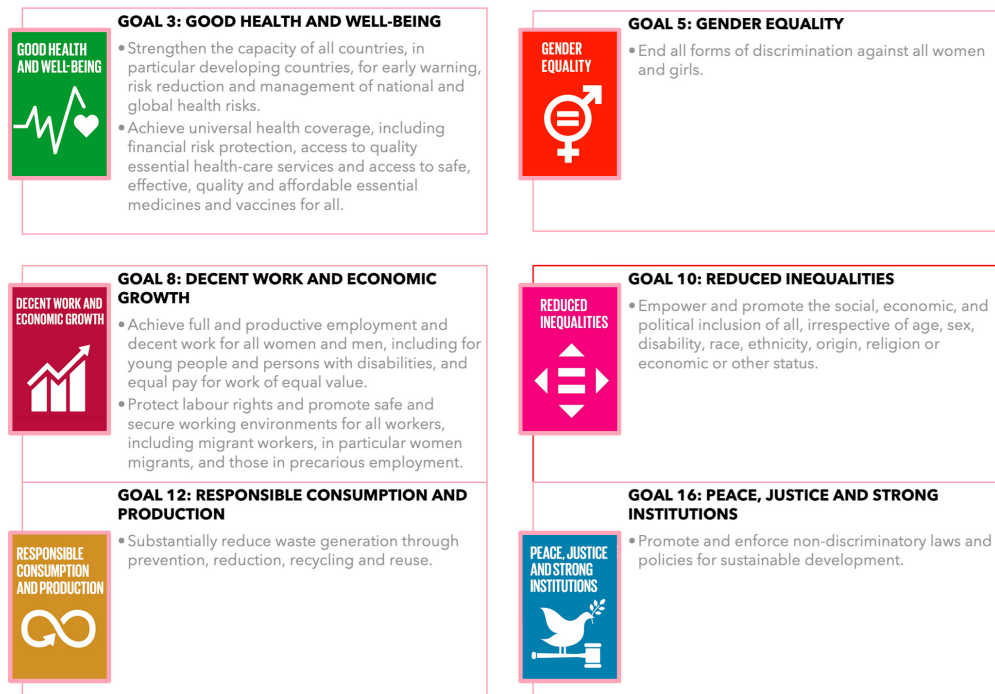 GOAL 3: GOOD HEALTH AND WELL-BEING
GOOD HEALTH
AND WELL-BEING
• Strengthen the capacity of all countries, in
particular developing countries, for early warning,
risk reduction and management of national and
global health risks.
• Achieve universal health coverage, including
financial risk protection, access to quality
essential health-care services and access to safe,
effective, quality and affordable essential
medicines and vaccines for all.
GOAL 5: GENDER EQUALITY
GENDER
EQUALITY
• End all forms of discrimination against all women
and girls.
GOAL 8: DECENT WORK AND ECONOMIC
GROWTH
DECENT WORK AND
ECONOMIC GROWTH
• Achieve full and productive employment and
decent work for all women and men, including for
young people and persons with disabilities, and
equal pay for work of equal value.
• Protect labour rights and promote safe and
secure working environments for all workers,
including migrant workers, in particular women
migrants, and those in precarious employment.
GOAL 10: REDUCED INEQUALITIES
REDUCED
INEQUALITIES
• Empower and promote the social, economic, and
political inclusion of all, irrespective of age, sex,
disability, race, ethnicity, origin, religion or
economic or other status.
GOAL 12: RESPONSIBLE CONSUMPTION AND
PRODUCTION
RESPONSIBLE
CONSUMPTION
AND PRODUCTION
• Substantially reduce waste generation through
prevention, reduction, recycling and reuse.
GOAL 16: PEACE, JUSTICE AND STRONG
INSTITUTIONS
PEACE, JUSTICE
AND STRONG
INSTITUTIONS
• Promote and enforce non-discriminatory laws and
policies for sustainable development.